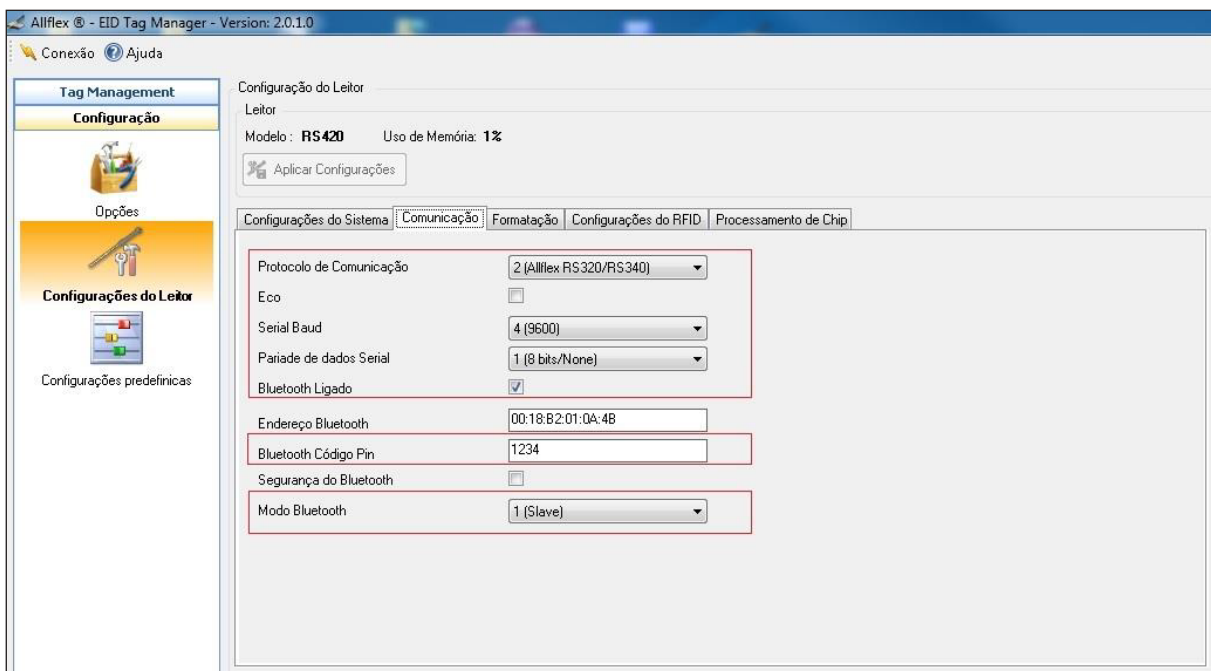 Allflex ® - EID Tag Manager - Version: 2.0.1.0
Conexão Ajuda
Tag Management
Configuração
Opções
Configurações do Leitor
Configurações predefinicas
Configuração do Leitor
Leitor
Modelo : RS420 Uso de Memória: 1%
Aplicar Configurações
Configurações do Sistema Comunicação Formatação Configurações do RFID Processamento de Chip
Protocolo de Comunicação 2 (Allflex RS320/RS340)
Eco
Serial Baud 4 (9600)
Pariade de dados Serial 1 (8 bits/None)
Bluetooth Ligado
Endereço Bluetooth 00:18:B2:01:0A:4B
Bluetooth Código Pin 1234
Segurança do Bluetooth
Modo Bluetooth 1 (Slave)